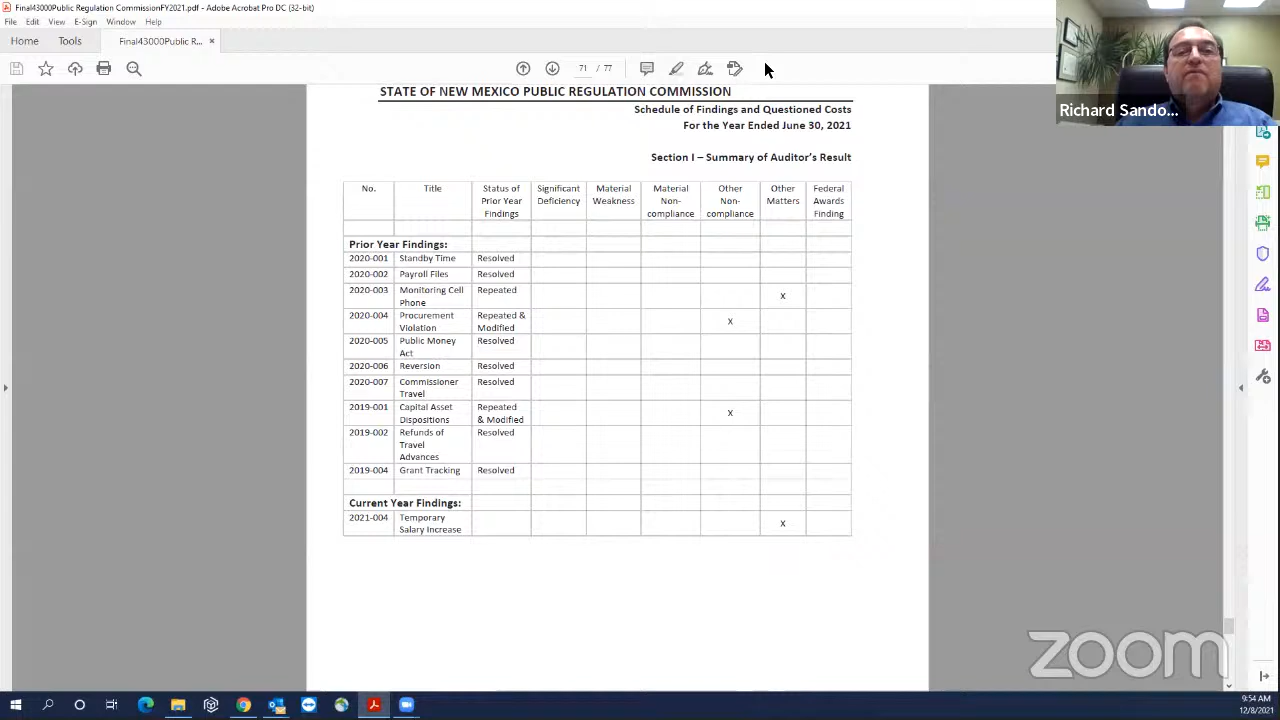 Final43000Public Regulation CommissionFY2021.pdf - Adobe Acrobat Pro DC (32-bit)
File Edit View E-Sign Window Help
Home Tools Final43000Public R... ×
71 / 77
Richard Sando...
STATE OF NEW MEXICO PUBLIC REGULATION COMMISSION
Schedule of Findings and Questioned Costs
For the Year Ended June 30, 2021
Section I – Summary of Auditor's Result
No. Title Status of Prior Year Findings Significant Deficiency Material Weakness Material Non-compliance Other Non-compliance Other Matters Federal Awards Finding
Prior Year Findings:
2020-001 Standby Time Resolved
2020-002 Payroll Files Resolved
2020-003 Monitoring Cell Phone Repeated X
2020-004 Procurement Violation Repeated & Modified X
2020-005 Public Money Act Resolved
2020-006 Reversion Resolved
2020-007 Commissioner Travel Resolved
2019-001 Capital Asset Dispositions Repeated & Modified X
2019-002 Refunds of Travel Advances Resolved
2019-004 Grant Tracking Resolved
Current Year Findings:
2021-004 Temporary Salary Increase X
zoom
9:54 AM
12/8/2021